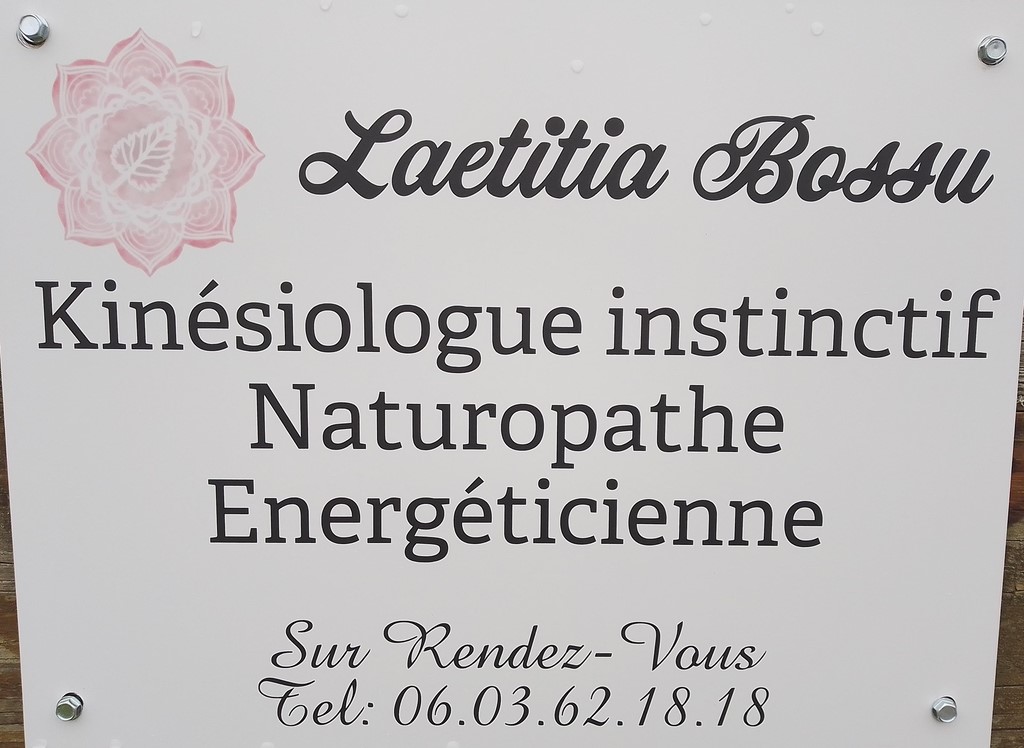 Laetitia Bossu
Kinésiologue instinctif
Naturopathe
Energéticienne
Sur Rendez-Vous
Tel: 06.03.62.18.18